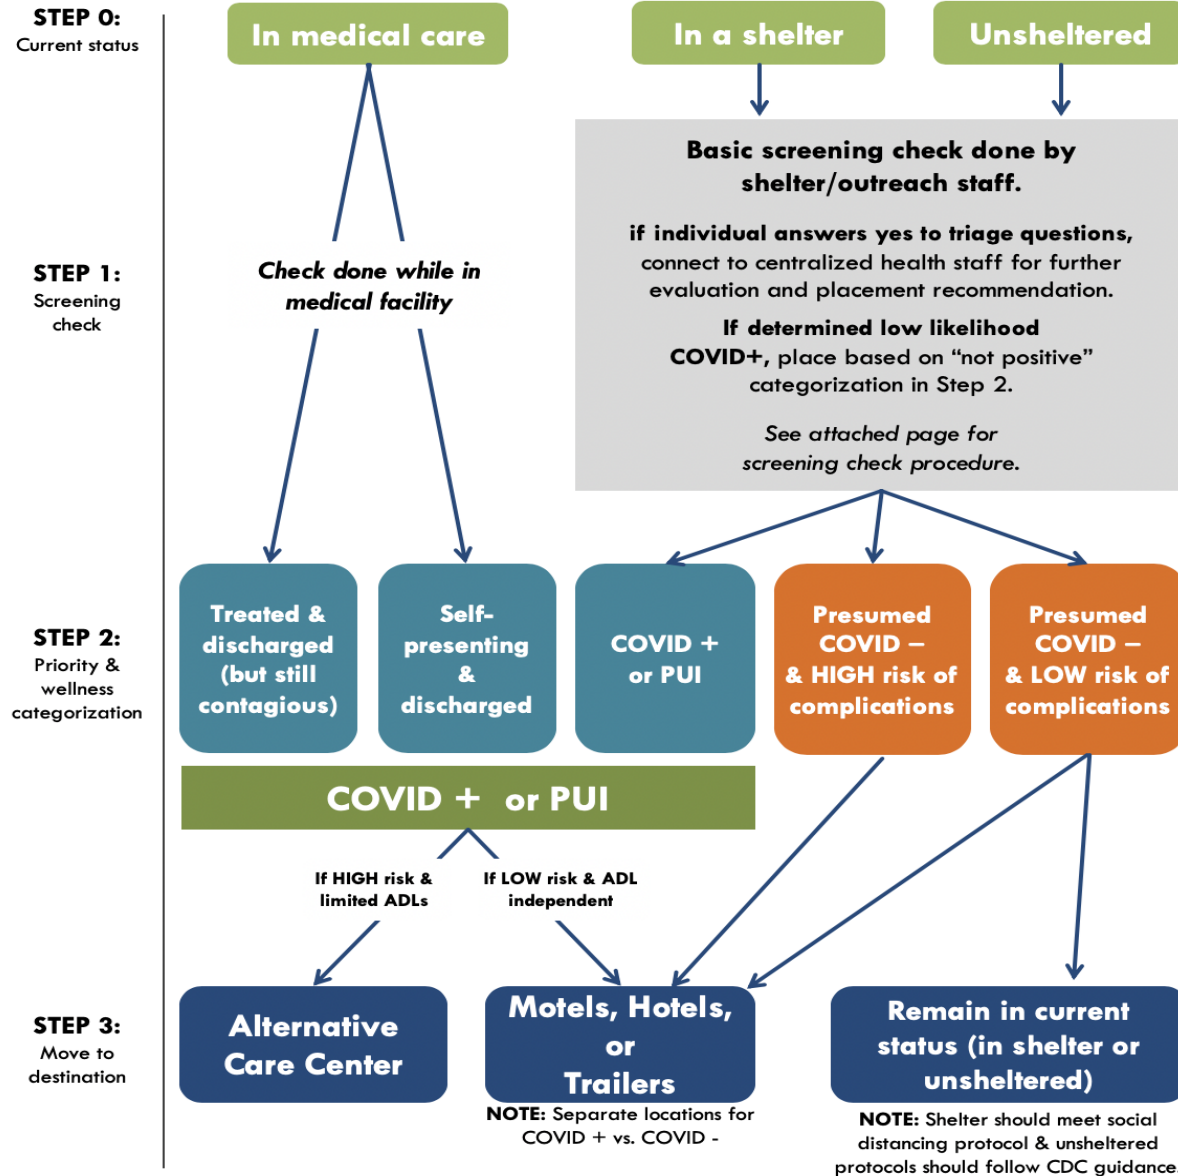 STEP 0:
Current status
In medical care
In a shelter
Unsheltered
STEP 1:
Screening
check
Check done while in
medical facility
Basic screening check done by
shelter/outreach staff.
if individual answers yes to triage questions,
connect to centralized health staff for further
evaluation and placement recommendation.
If determined low likelihood
COVID+, place based on “not positive”
categorization in Step 2.
See attached page for
screening check procedure.
STEP 2:
Priority &
wellness
categorization
Treated &
discharged
(but still
contagious)
Self-
presenting
&
discharged
COVID +
or PUI
Presumed
COVID –
& HIGH risk of
complications
Presumed
COVID –
& LOW risk of
complications
COVID + or PUI
If HIGH risk &
limited ADLs
If LOW risk & ADL
independent
STEP 3:
Move to
destination
Alternative
Care Center
Motels, Hotels,
or
Trailers
NOTE: Separate locations for
COVID + vs. COVID -
Remain in current
status (in shelter or
unsheltered)
NOTE: Shelter should meet social
distancing protocol & unsheltered
protocols should follow CDC guidance.